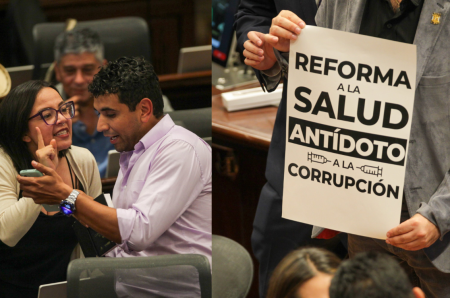 REFORMA
A LA
SALUD
ANTÍDOTO
A LA
CORRUPCIÓN